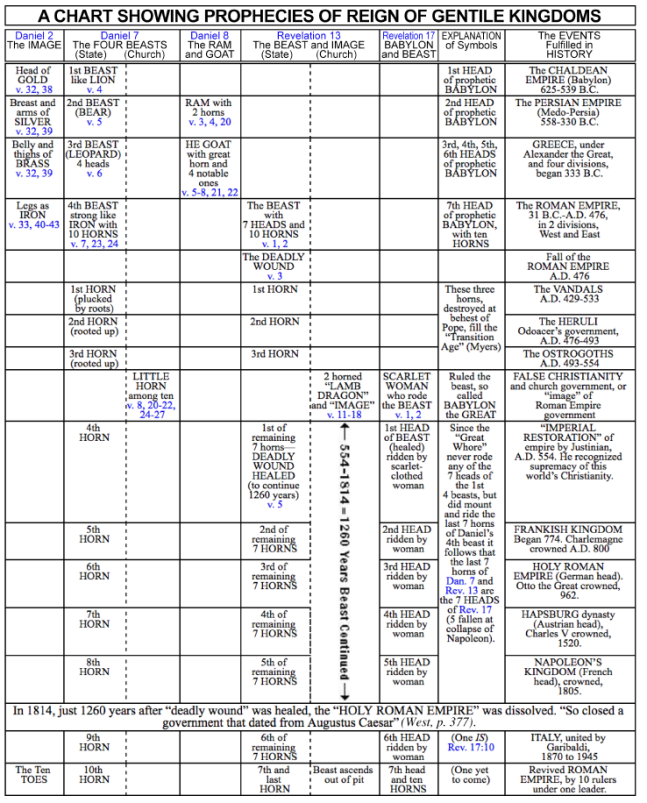 A CHART SHOWING PROPHECIES OF REIGN OF GENTILE KINGDOMS
Daniel 2
The IMAGE
Daniel 7
The FOUR BEASTS
(State) (Church)
Daniel 8
The RAM
and GOAT
Revelation 13
The BEAST and IMAGE
(State) (Church)
Revelation 17
BABYLON
and BEAST
EXPLANATION
of Symbols
The EVENTS
Fulfilled in
HISTORY
Head of
GOLD
v. 32, 38
1st BEAST
like LION
v. 4
1st HEAD
of prophetic
BABYLON
The CHALDEAN
EMPIRE (Babylon)
625-539 B.C.
Breast and
arms of
SILVER
v. 32, 39
2nd BEAST
(BEAR)
v. 5
RAM with
2 horns
v. 3, 4, 20
2nd HEAD
of prophetic
BABYLON
The PERSIAN EMPIRE
(Medo-Persia)
558-330 B.C.
Belly and
thighs of
BRASS
v. 32, 39
3rd BEAST
(LEOPARD)
4 heads
v. 6
HE GOAT
with great
horn and
4 notable
ones
v. 5-8, 21, 22
3rd, 4th, 5th,
6th HEADS
of prophetic
BABYLON
GREECE, under
Alexander the Great,
and four divisions,
began 333 B.C.
Legs as
IRON
v. 33, 40-43
4th BEAST
strong like
IRON with
10 HORNS
v. 7, 23, 24
The BEAST
with
7 HEADS and
10 HORNS
v. 1, 2
7th HEAD
of prophetic
BABYLON,
with ten
HORNS
The ROMAN EMPIRE,
31 B.C.-A.D. 476,
in 2 divisions,
West and East
The DEADLY
WOUND
v. 3
Fall of the
ROMAN EMPIRE
A.D. 476
1st HORN
(plucked
by roots)
1st HORN
These three
horns,
destroyed at
behest of
Pope, fill the
"Transition
Age" (Myers)
The VANDALS
A.D. 429-533
2nd HORN
(rooted up)
2nd HORN
The HERULI
Odoacer's government,
A.D. 476-493
3rd HORN
(rooted up)
3rd HORN
The OSTROGOTHS
A.D. 493-554
LITTLE
HORN
among ten
v. 8, 20-22,
24-27
2 horned
"LAMB
DRAGON"
and "IMAGE"
v. 11-18
SCARLET
WOMAN
who rode
the BEAST
v. 1, 2
Ruled the
beast, so
called
BABYLON
the GREAT
FALSE CHRISTIANITY
and church government, or
"image" of
Roman Empire
government
4th
HORN
1st of
remaining
7 horns—
DEADLY
WOUND
HEALED
(to continue
1260 years)
v. 5
554-1814 = 1260 Years Beast Continued
1st HEAD
of BEAST
(healed)
ridden by
scarlet-
clothed
woman
Since the
"Great
Whore"
never rode
any of the
7 heads of
the 1st
4 beasts, but
did mount
and ride the
last 7 horns
of Daniel's
4th beast it
follows that
the last 7
horns of
Dan. 7 and
Rev. 13 are
the 7 HEADS
of Rev. 17
(5 fallen at
collapse of
Napoleon).
"IMPERIAL
RESTORATION" of
empire by Justinian,
A.D. 554. He recognized
supremacy of this
world's Christianity.
5th
HORN
2nd of
remaining
7 HORNS
2nd HEAD
ridden by
woman
FRANKISH KINGDOM
Began 774. Charlemagne
crowned A.D. 800
6th
HORN
3rd of
remaining
7 HORNS
3rd HEAD
ridden by
woman
HOLY ROMAN
EMPIRE (German head).
Otto the Great crowned,
962.
7th
HORN
4th of
remaining
7 HORNS
4th HEAD
ridden by
woman
HAPSBURG dynasty
(Austrian head),
Charles V crowned,
1520.
8th
HORN
5th of
remaining
7 HORNS
5th HEAD
ridden by
woman
NAPOLEON'S
KINGDOM (French
head), crowned,
1805.
In 1814, just 1260 years after "deadly wound" was healed, the "HOLY ROMAN EMPIRE" was dissolved. "So closed a
government that dated from Augustus Caesar" (West, p. 377).
9th
HORN
6th of
remaining
7 HORNS
6th HEAD
ridden by
woman
(One IS)
Rev. 17:10
ITALY, united by
Garibaldi,
1870 to 1945
The Ten
TOES
10th
HORN
7th and
last
HORN
Beast ascends
out of pit
7th head
and ten
HORNS
(One yet
to come)
Revived ROMAN
EMPIRE, by 10 rulers
under one leader.